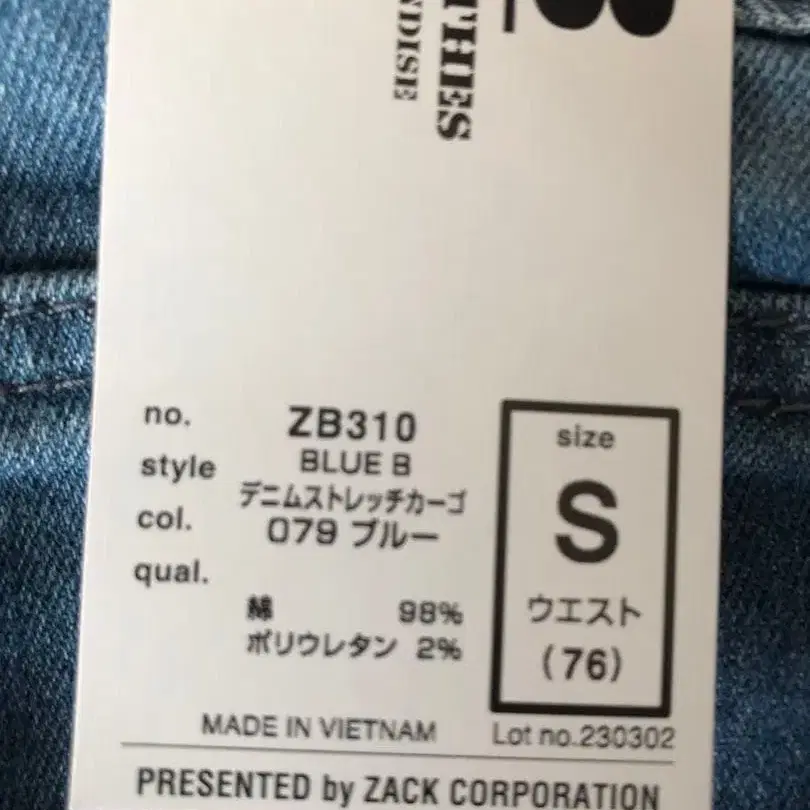 THES
NDISE
no. ZB310
style BLUE B
デニムストレッチカーゴ
col. 079 ブルー
qual.
綿 98%
ポリウレタン 2%
size
S
ウエスト
(76)
MADE IN VIETNAM
Lot no.230302
PRESENTED by ZACK CORPORATION